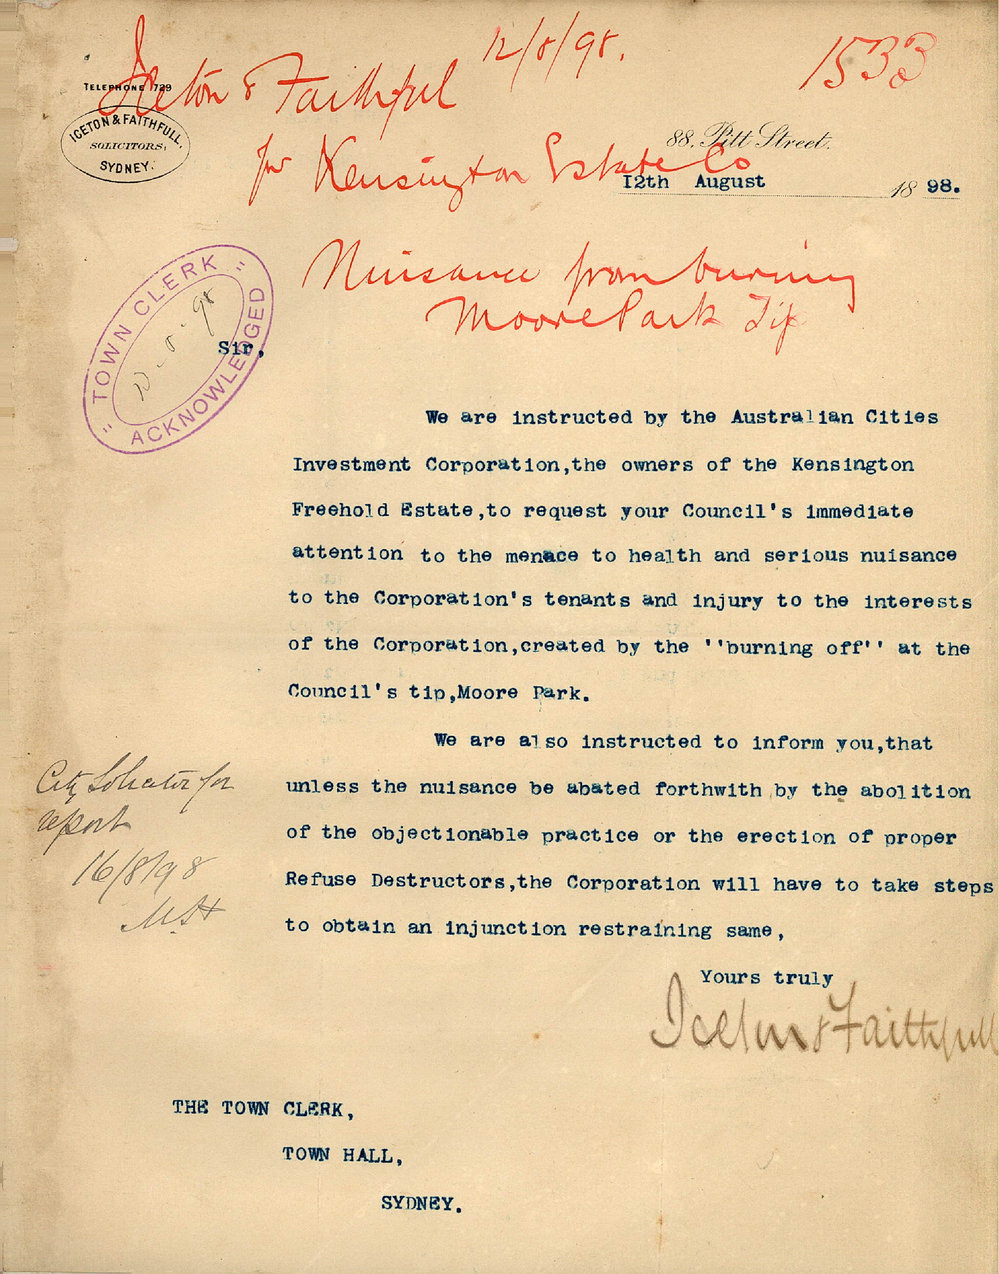 12/8/98.
1533
Iceton & Faithful
for Kensington Estate Co
Nuisance from burning
Moore Park Tip
TELEPHONE 729
ICETON & FAITHFULL,
SOLICITORS,
SYDNEY.
88, Pitt Street.
12th August 1898.
"TOWN CLERK"
ACKNOWLEDGED
Sir,
We are instructed by the Australian Cities
Investment Corporation,the owners of the Kensington
Freehold Estate,to request your Council's immediate
attention to the menace to health and serious nuisance
to the Corporation's tenants and injury to the interests
of the Corporation,created by the ''burning off'' at the
Council's tip,Moore Park.
We are also instructed to inform you,that
unless the nuisance be abated forthwith,by the abolition
of the objectionable practice or the erection of proper
Refuse Destructors,the Corporation will have to take steps
to obtain an injunction restraining same,
Yours truly
Iceton & Faithfull
City Solicitor for
report
16/8/98
THE TOWN CLERK,
TOWN HALL,
SYDNEY.